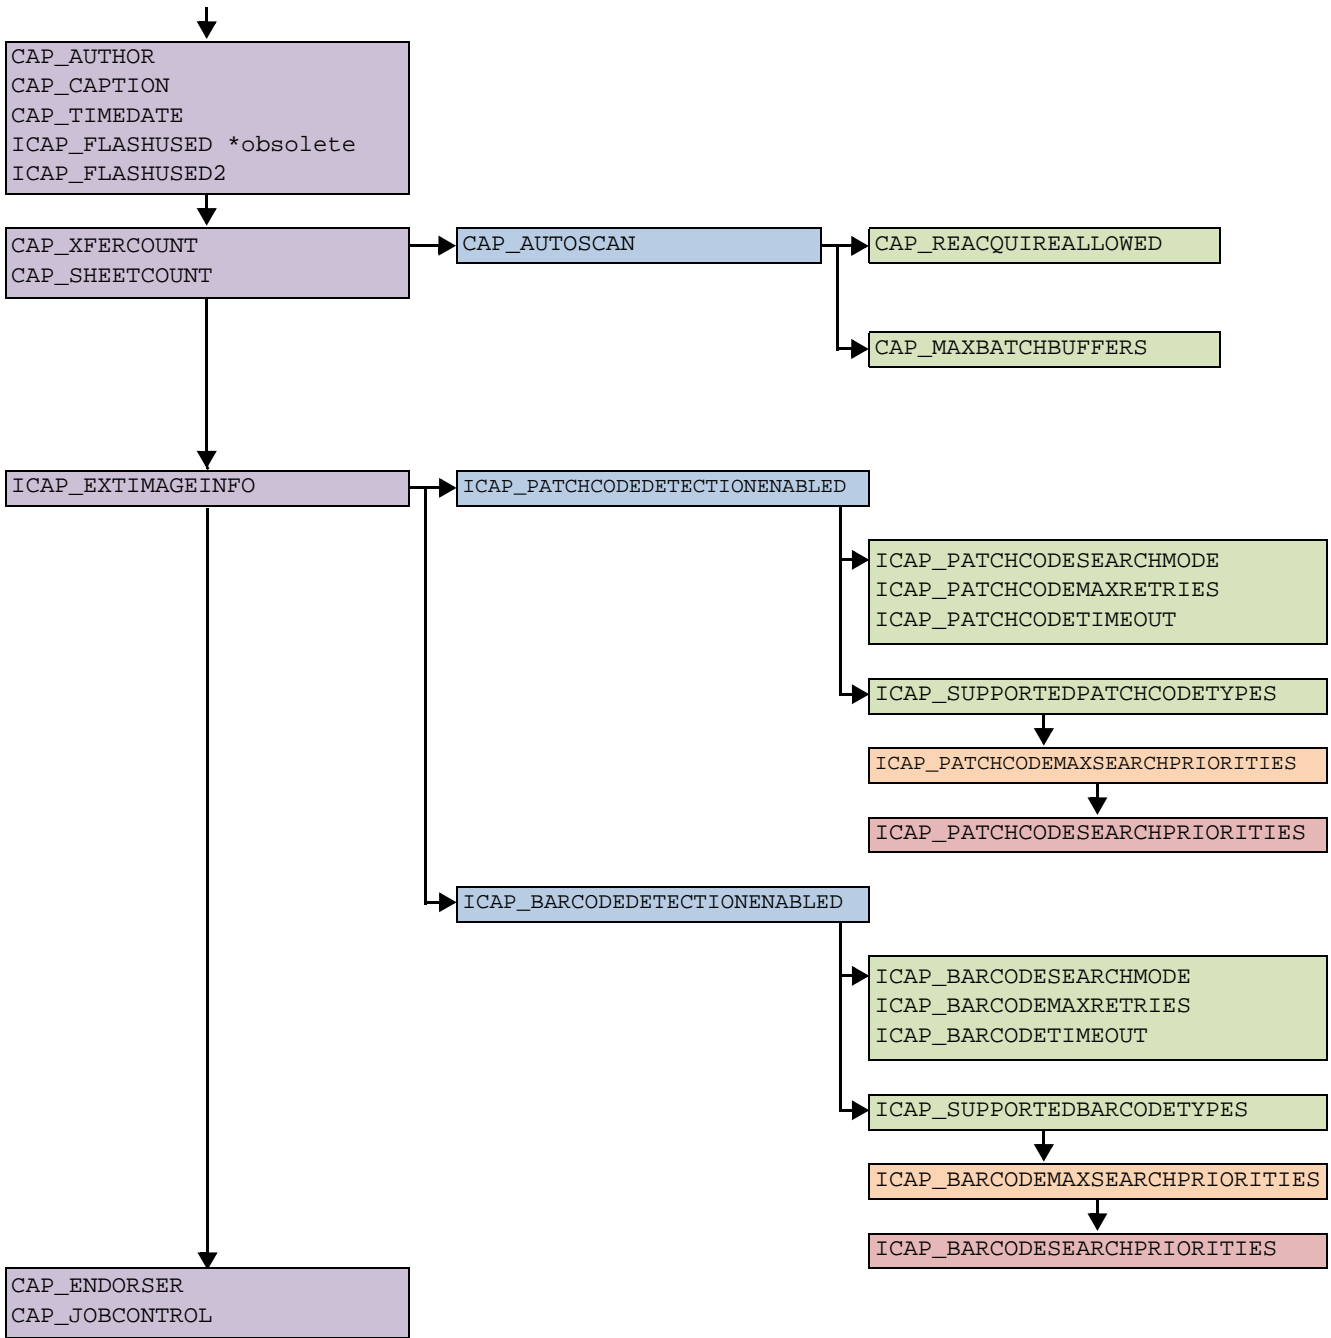 CAP_AUTHOR
CAP_CAPTION
CAP_TIMEDATE
ICAP_FLASHUSED *obsolete
ICAP_FLASHUSED2
CAP_XFERCOUNT
CAP_SHEETCOUNT
CAP_AUTOSCAN
CAP_REACQUIREALLOWED
CAP_MAXBATCHBUFFERS
ICAP_EXTIMAGEINFO
ICAP_PATCHCODEDETECTIONENABLED
ICAP_PATCHCODESEARCHMODE
ICAP_PATCHCODEMAXRETRIES
ICAP_PATCHCODETIMEOUT
ICAP_SUPPORTEDPATCHCODETYPES
ICAP_PATCHCODEMAXSEARCHPRIORITIES
ICAP_PATCHCODESEARCHPRIORITIES
ICAP_BARCODEDETECTIONENABLED
ICAP_BARCODESEARCHMODE
ICAP_BARCODEMAXRETRIES
ICAP_BARCODETIMEOUT
ICAP_SUPPORTEDBARCODETYPES
ICAP_BARCODEMAXSEARCHPRIORITIES
ICAP_BARCODESEARCHPRIORITIES
CAP_ENDORSER
CAP_JOBCONTROL